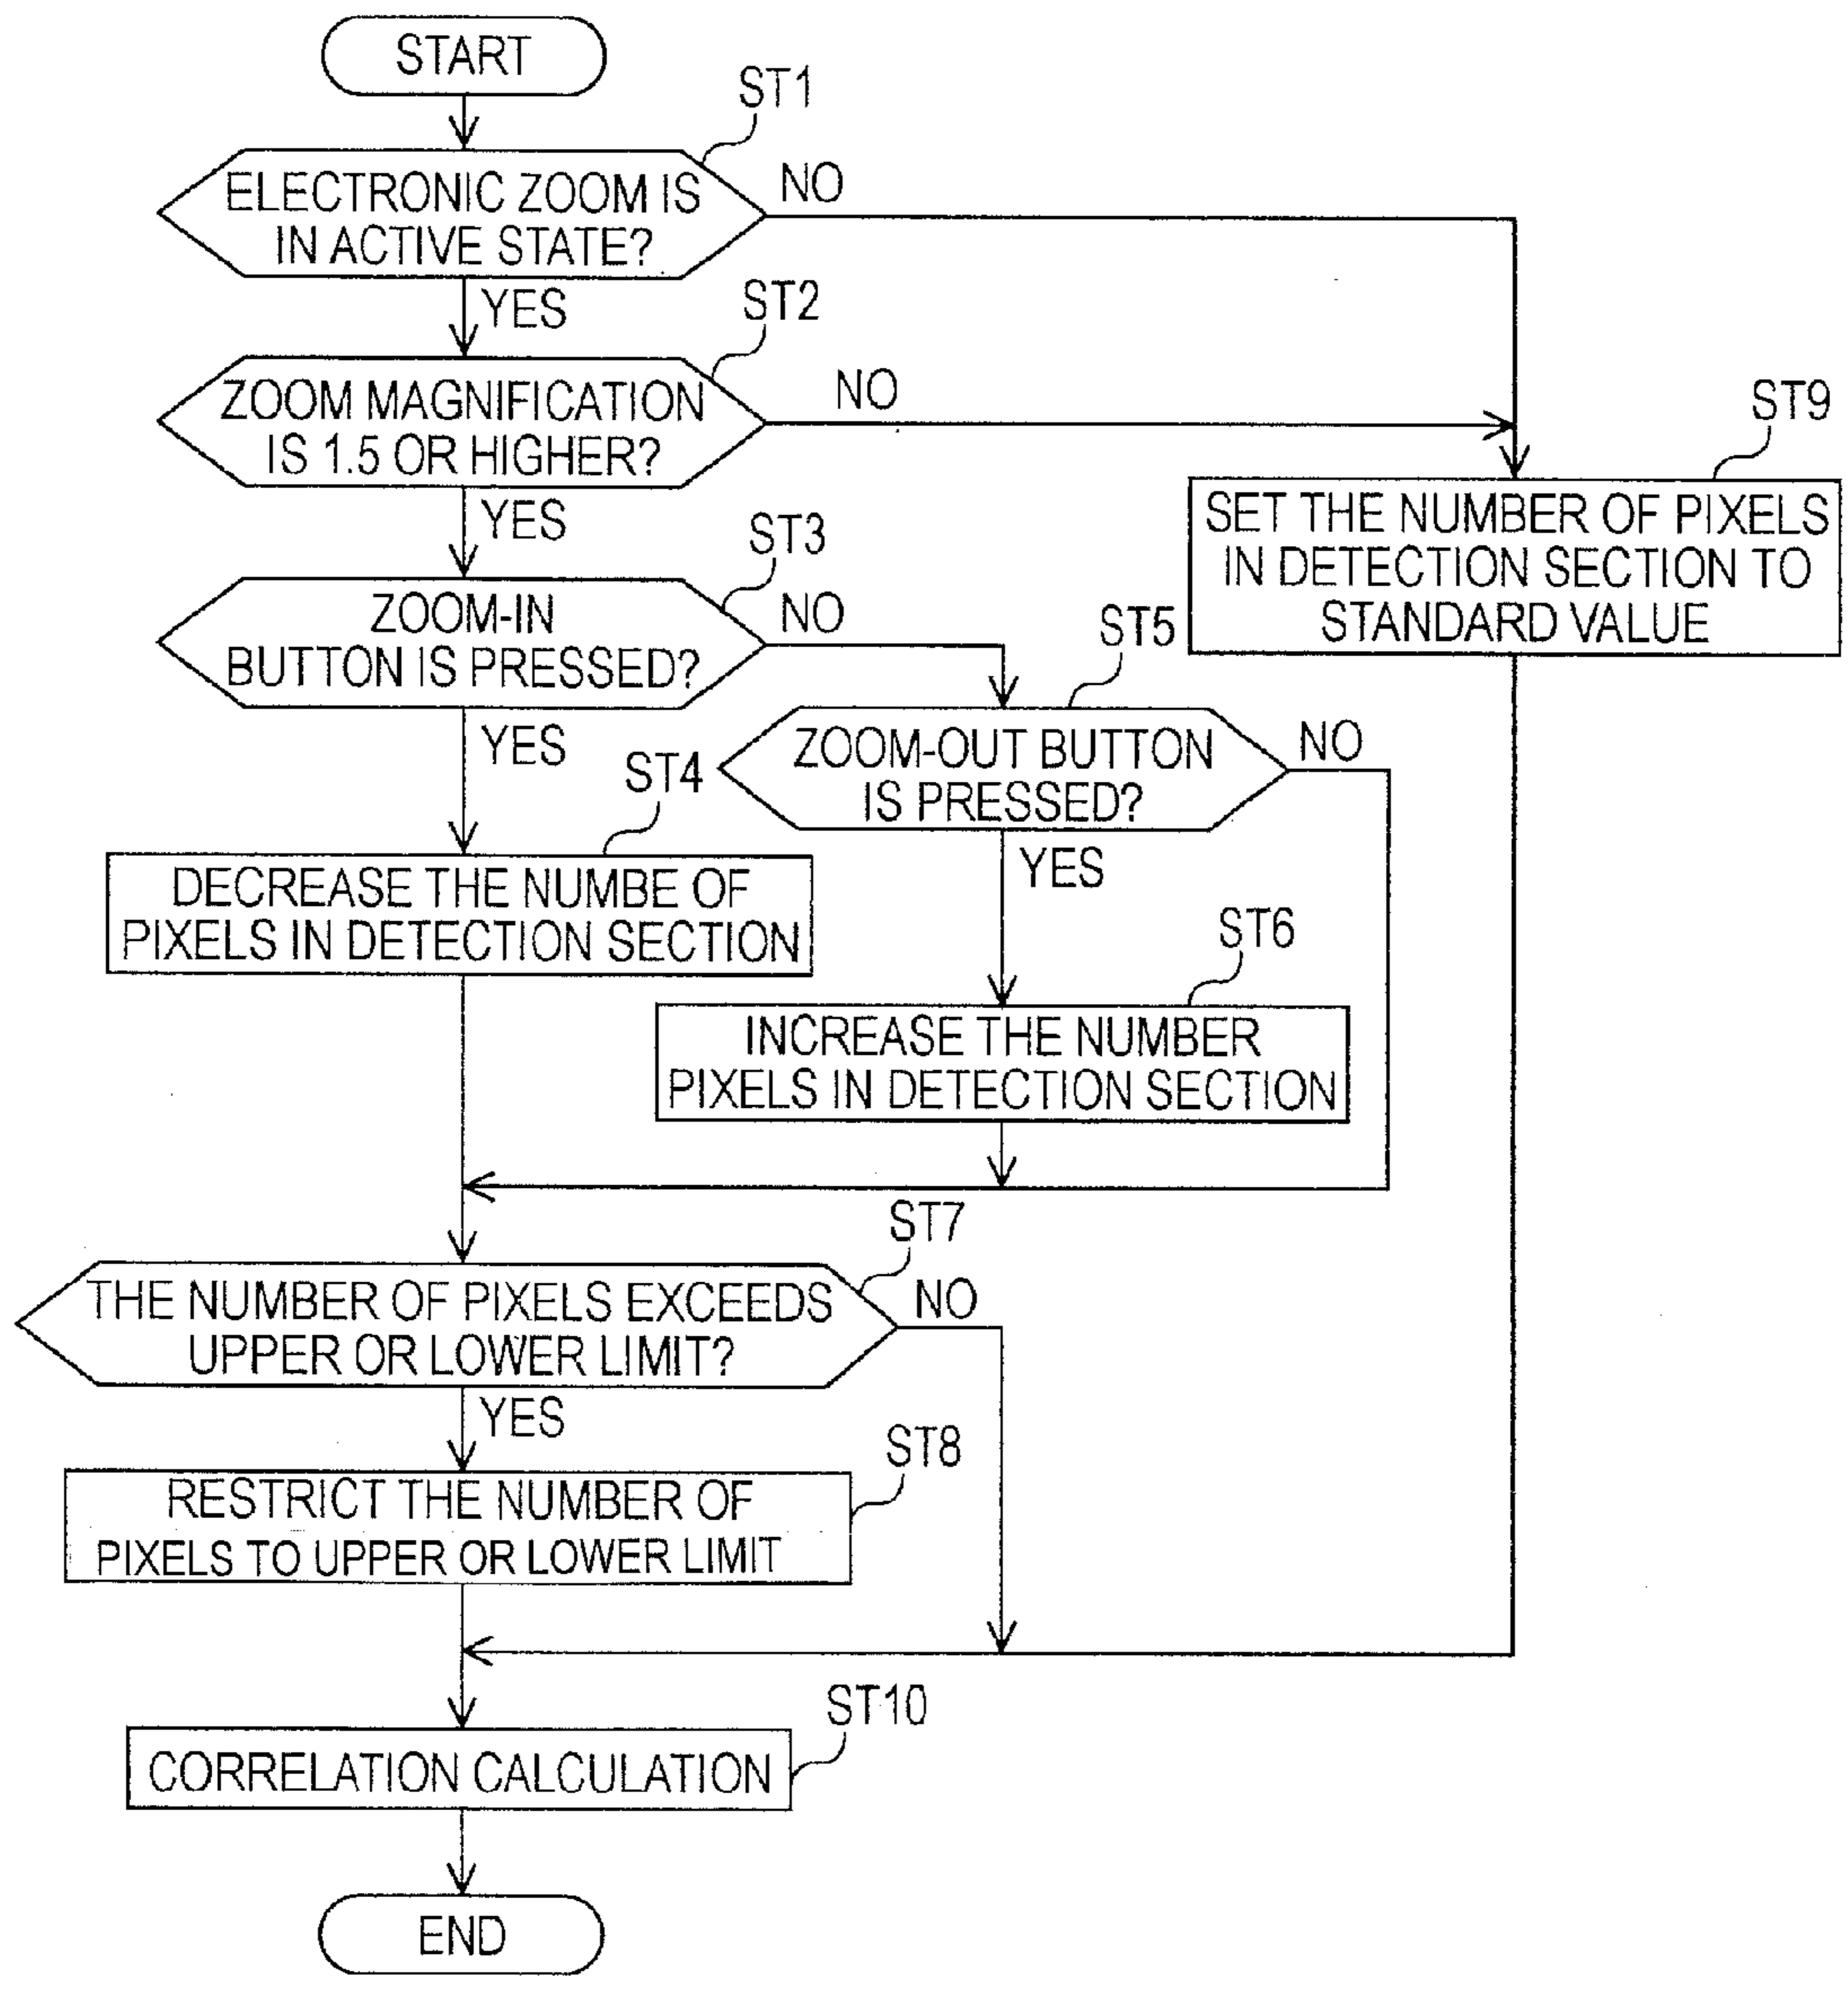 START
ST1
ELECTRONIC ZOOM IS
IN ACTIVE STATE?
NO
YES
ST2
ZOOM MAGNIFICATION
IS 1.5 OR HIGHER?
NO
YES
ST9
SET THE NUMBER OF PIXELS
IN DETECTION SECTION TO
STANDARD VALUE
ST3
ZOOM-IN
BUTTON IS PRESSED?
NO
YES
ST5
ZOOM-OUT BUTTON
IS PRESSED?
NO
YES
ST4
DECREASE THE NUMBE OF
PIXELS IN DETECTION SECTION
ST6
INCREASE THE NUMBER
PIXELS IN DETECTION SECTION
ST7
THE NUMBER OF PIXELS EXCEEDS
UPPER OR LOWER LIMIT?
NO
YES
ST8
RESTRICT THE NUMBER OF
PIXELS TO UPPER OR LOWER LIMIT
ST10
CORRELATION CALCULATION
END